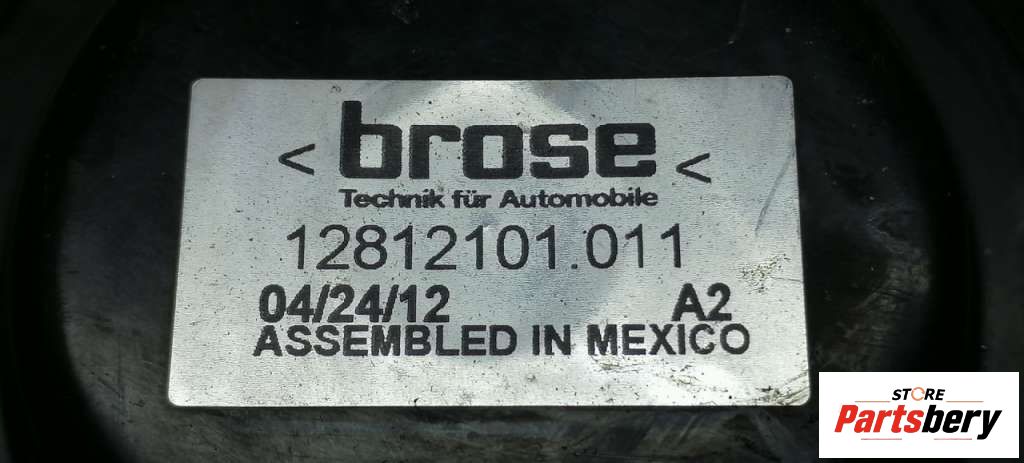 < brose <
Technik für Automobile
12812101.011
04/24/12 A2
ASSEMBLED IN MEXICO
STORE
Partsbery